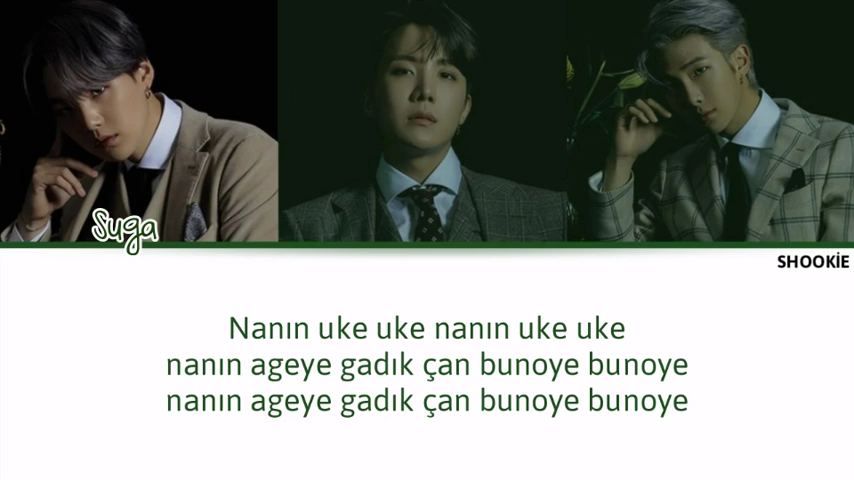 Suga
SHOOKİE
Nanın uke uke nanın uke uke
nanın ageye gadık çan bunoye bunoye
nanın ageye gadık çan bunoye bunoye